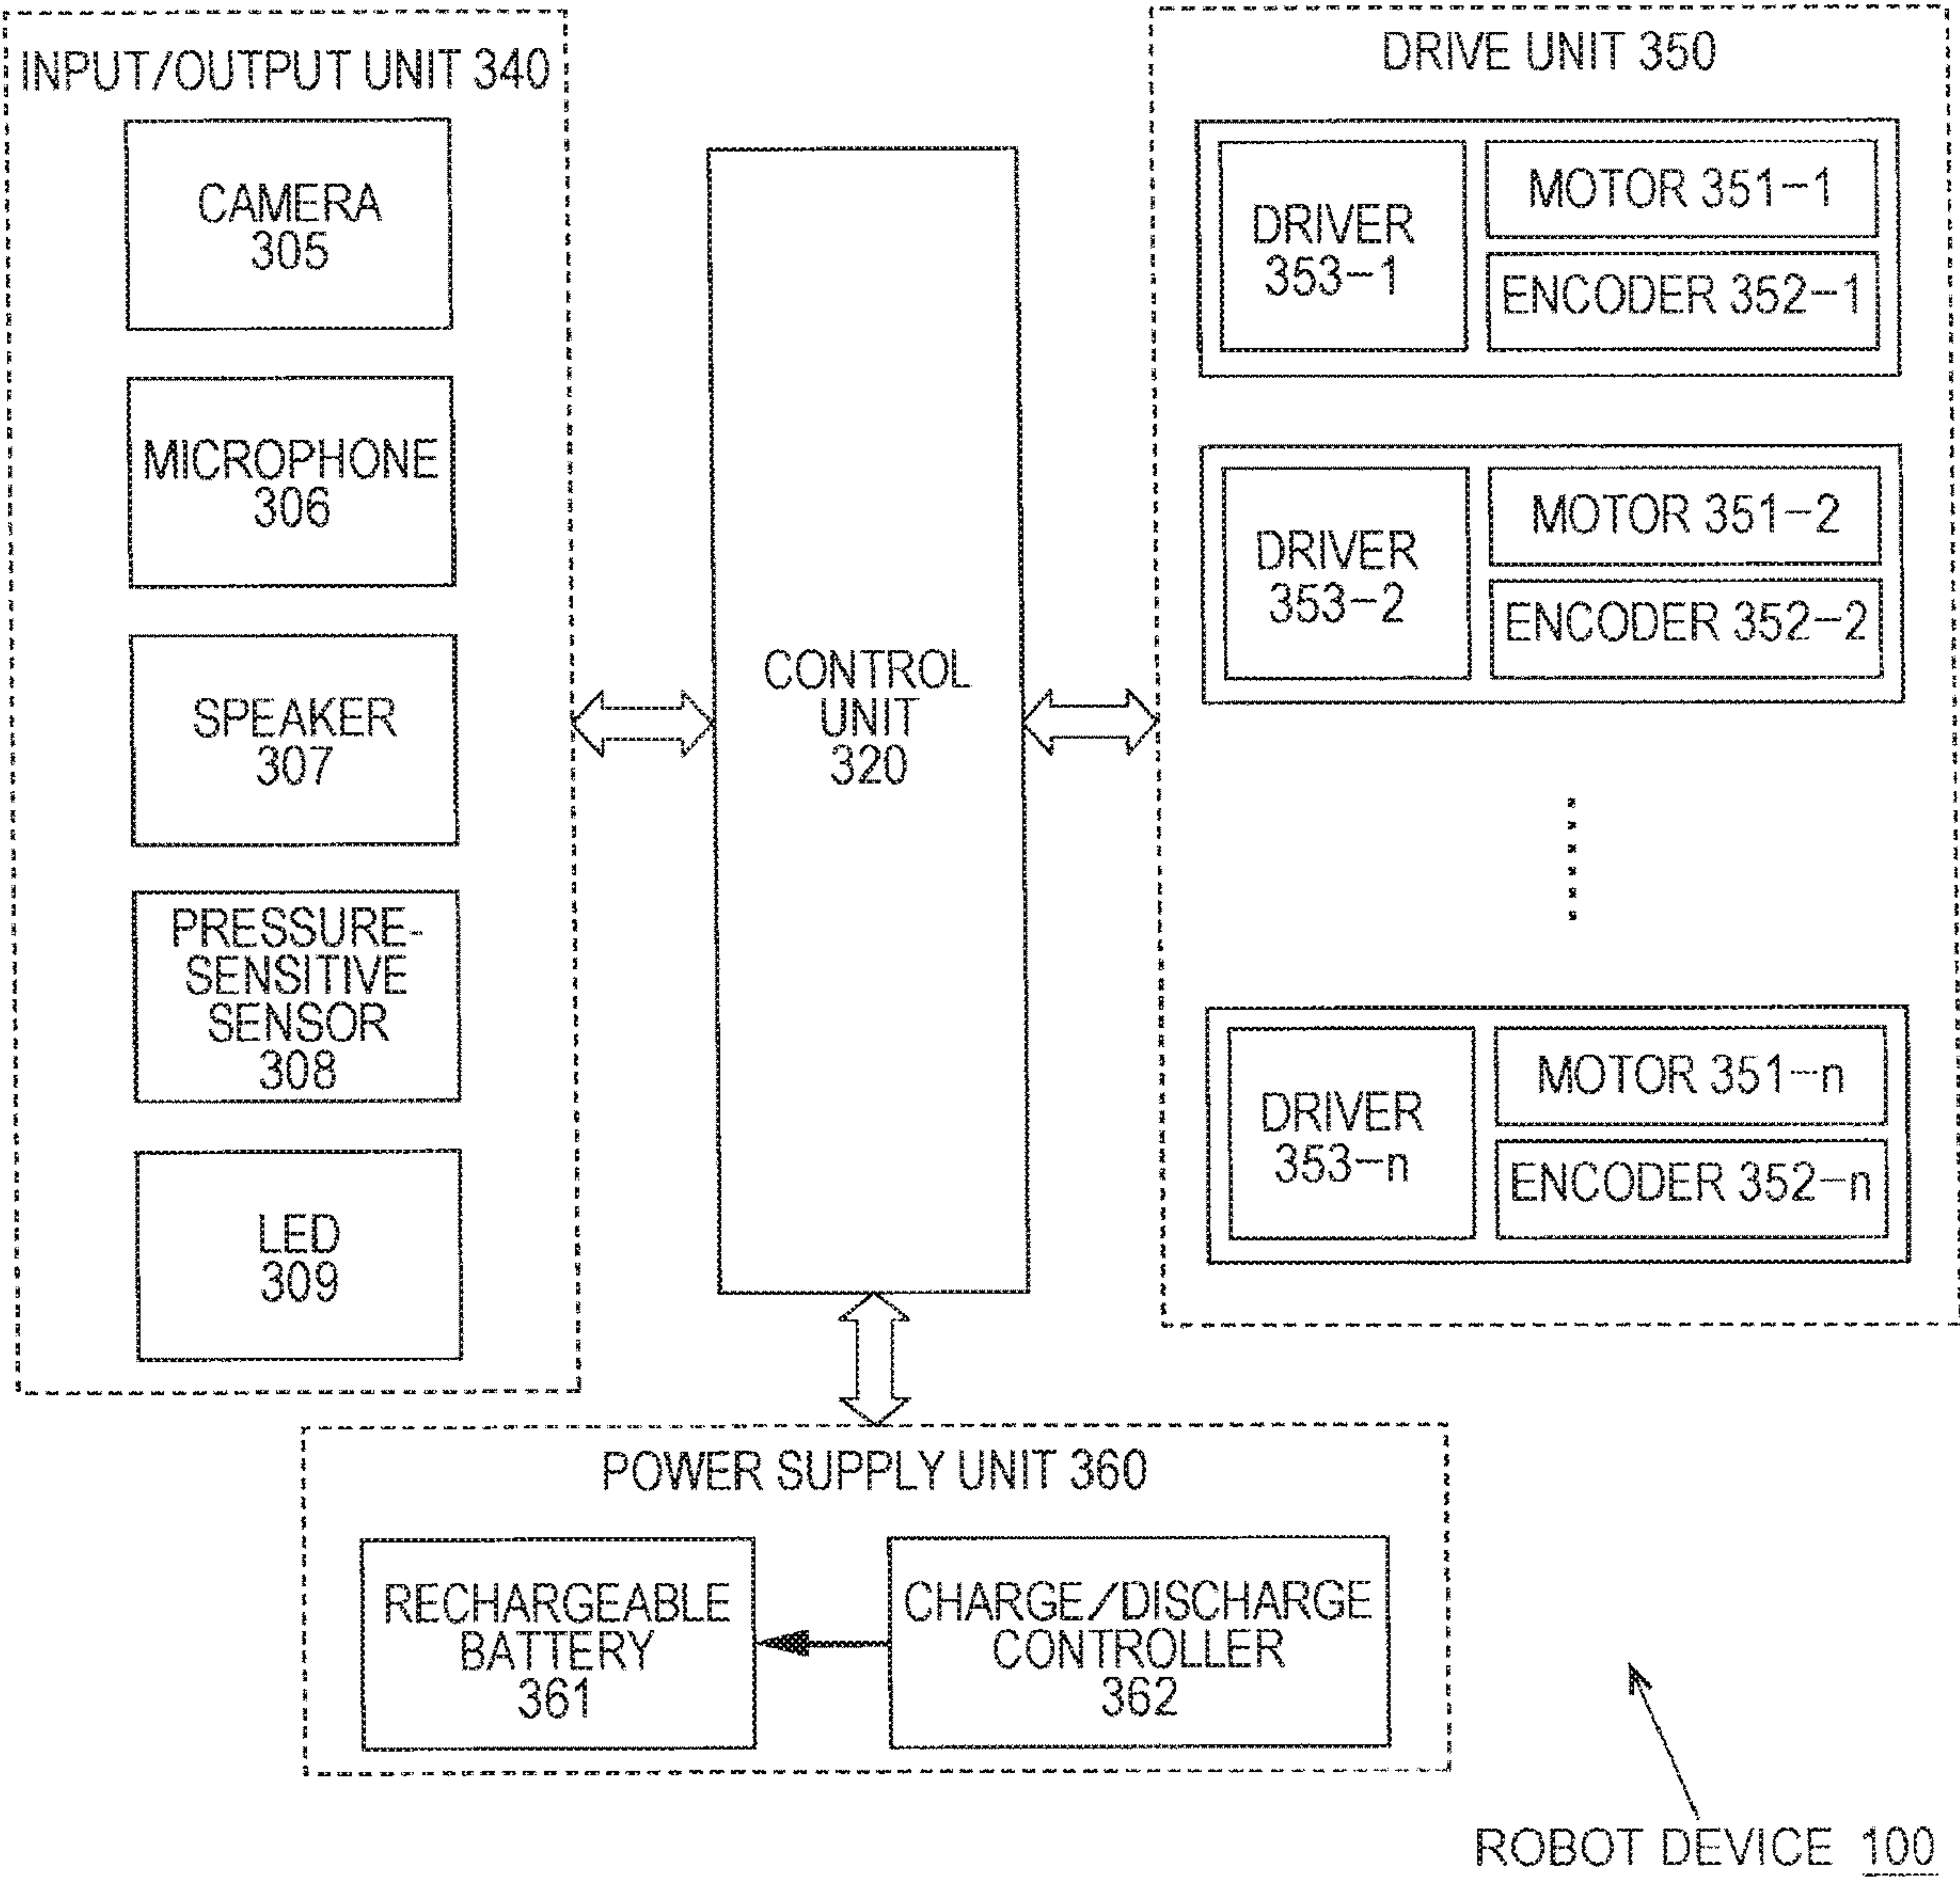 INPUT/OUTPUT UNIT 340
CAMERA
305
MICROPHONE
306
SPEAKER
307
PRESSURE-
SENSITIVE
SENSOR
308
LED
309
CONTROL
UNIT
320
DRIVE UNIT 350
DRIVER
353-1
MOTOR 351-1
ENCODER 352-1
DRIVER
353-2
MOTOR 351-2
ENCODER 352-2
DRIVER
353-n
MOTOR 351-n
ENCODER 352-n
POWER SUPPLY UNIT 360
RECHARGEABLE
BATTERY
361
CHARGE/DISCHARGE
CONTROLLER
362
ROBOT DEVICE 100